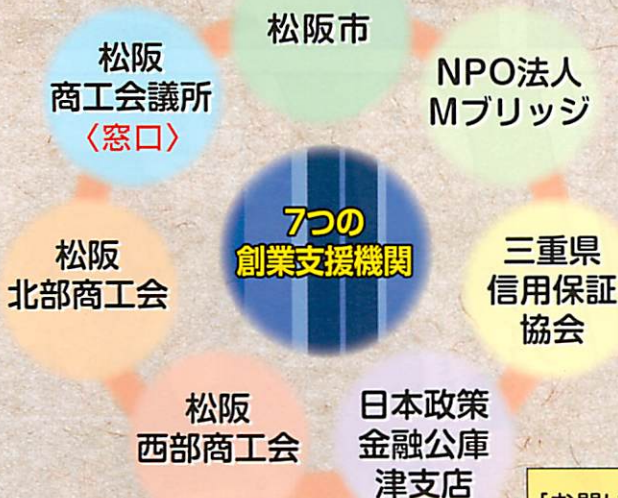 松阪市
松阪
商工会議所
〈窓口〉
NPO法人
Mブリッジ
7つの
創業支援機関
松阪
北部商工会
三重県
信用保証
協会
松阪
西部商工会
日本政策
金融公庫
津支店